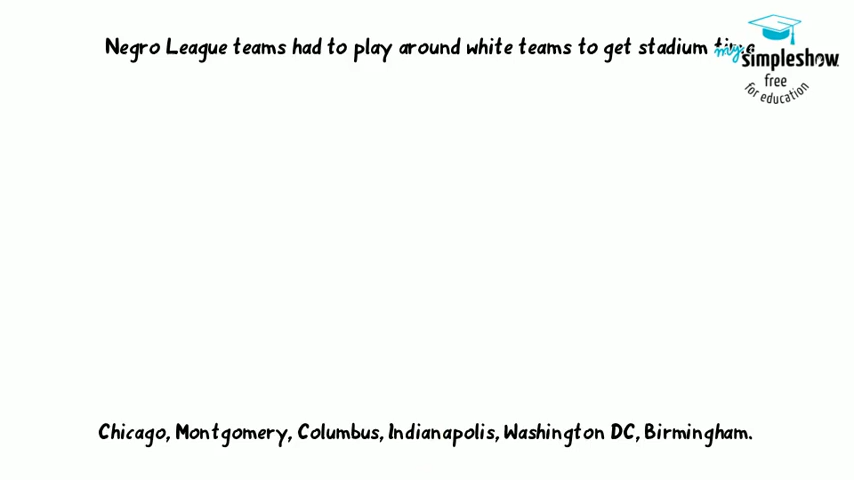 Negro League teams had to play around white teams to get stadium time
my simpleshow
free
for education
Chicago, Montgomery, Columbus, Indianapolis, Washington DC, Birmingham.